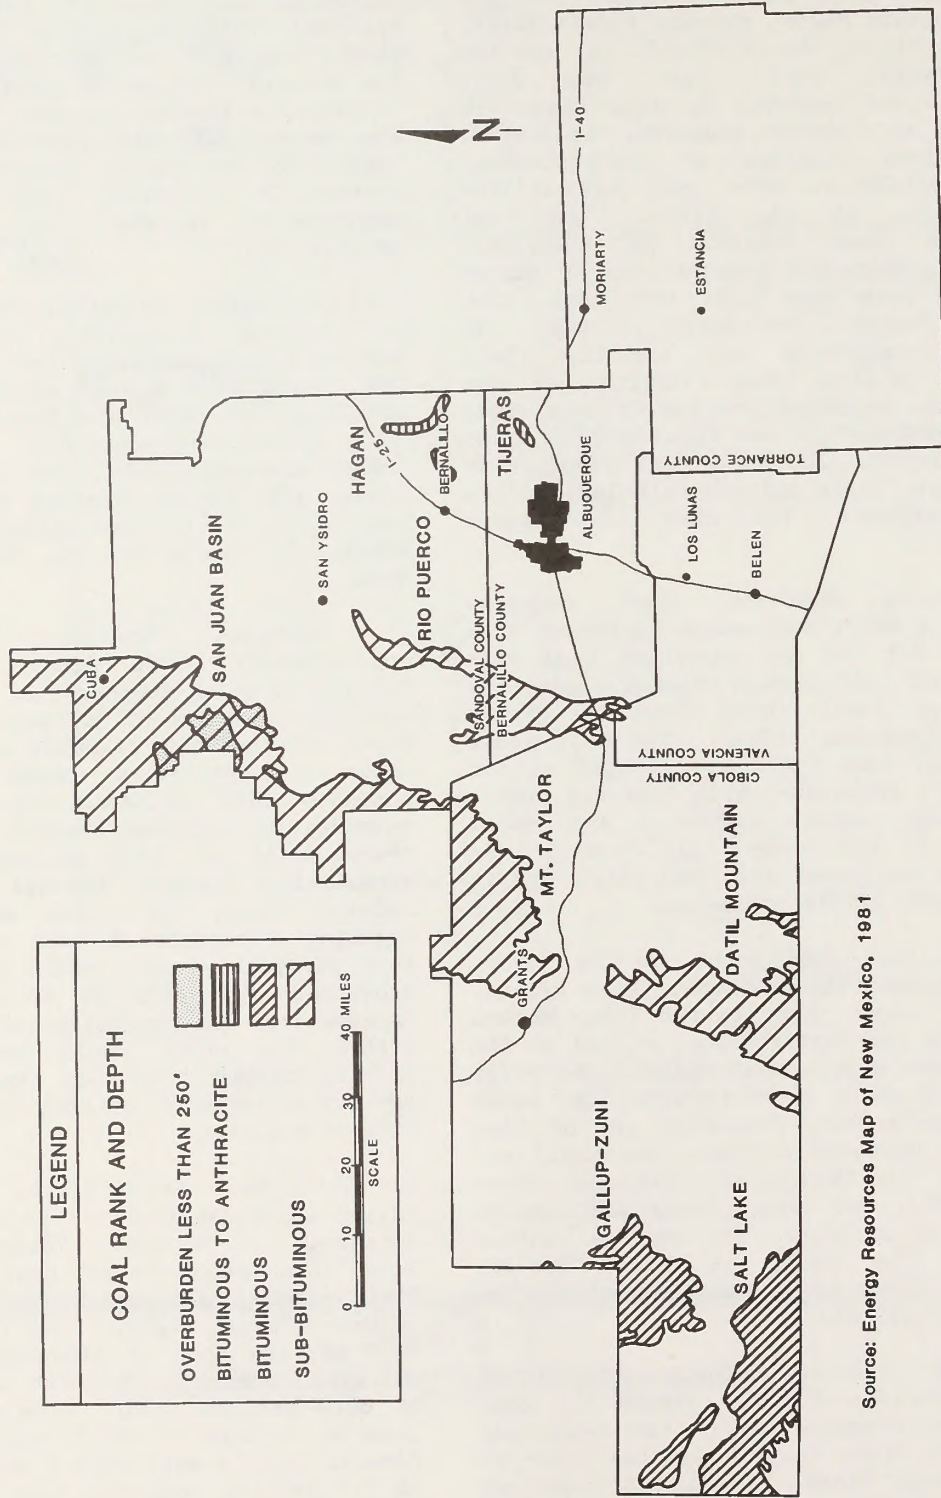 LEGEND
COAL RANK AND DEPTH
OVERBURDEN LESS THAN 250'
BITUMINOUS TO ANTHRACITE
BITUMINOUS
SUB-BITUMINOUS
0 10 20 30 40 MILES
SCALE
CUBA
SAN JUAN BASIN
SAN YSIDRO
HAGAN
I-25
BERNALILLO
RIO PUERCO
SANDOVAL COUNTY
BERNALILLO COUNTY
TIJERAS
ALBUQUERQUE
N
I-40
MORIARTY
ESTANCIA
TORRANCE COUNTY
LOS LUNAS
BELEN
VALENCIA COUNTY
CIBOLA COUNTY
MT. TAYLOR
GRANTS
DATIL MOUNTAIN
GALLUP-ZUNI
SALT LAKE
Source: Energy Resources Map of New Mexico, 1981